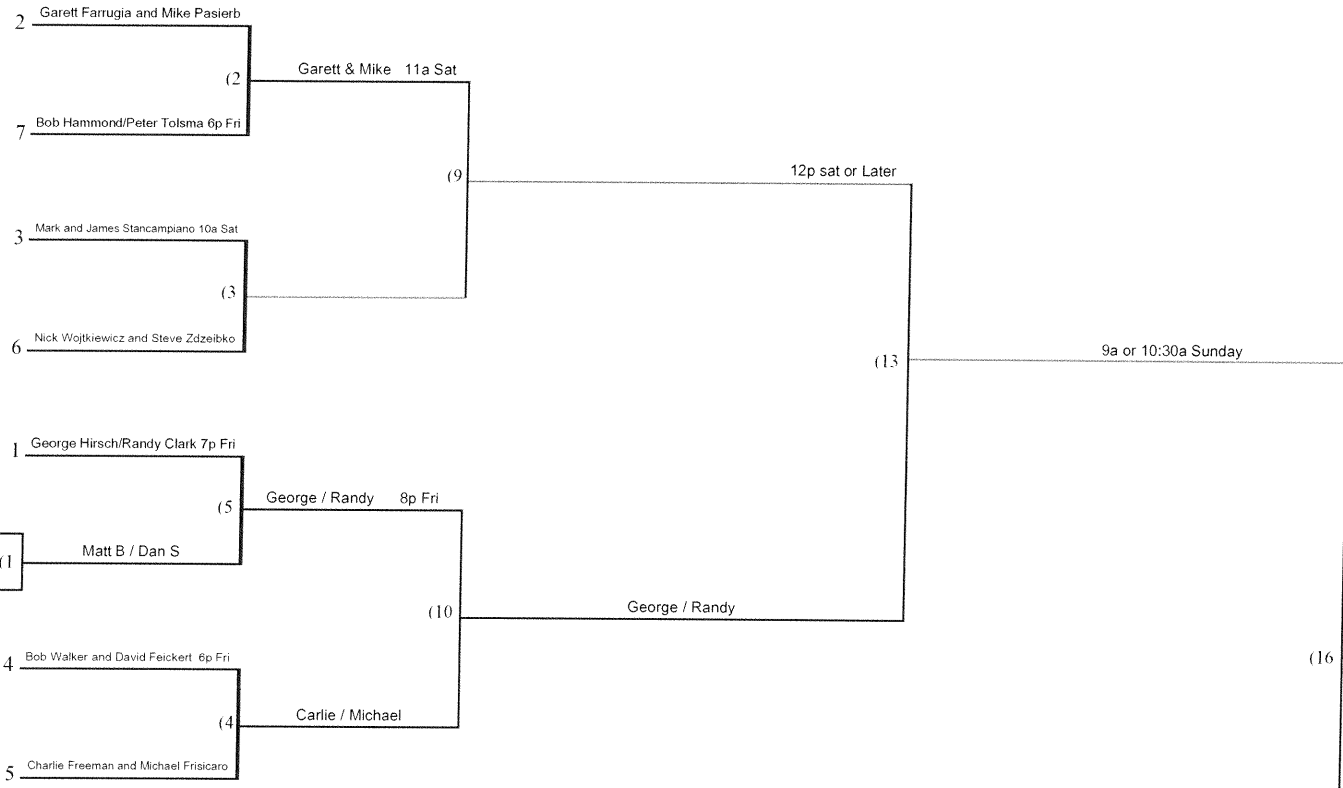 2 Garett Farrugia and Mike Pasierb
(2 Garett & Mike 11a Sat
7 Bob Hammond/Peter Tolsma 6p Fri
(9 12p sat or Later
3 Mark and James Stancampiano 10a Sat
(3
6 Nick Wojtkiewicz and Steve Zdzeibko
(13 9a or 10:30a Sunday
1 George Hirsch/Randy Clark 7p Fri
(5 George / Randy 8p Fri
(1 Matt B / Dan S
(10 George / Randy
4 Bob Walker and David Feickert 6p Fri
(16
(4 Carlie / Michael
5 Charlie Freeman and Michael Frisicaro